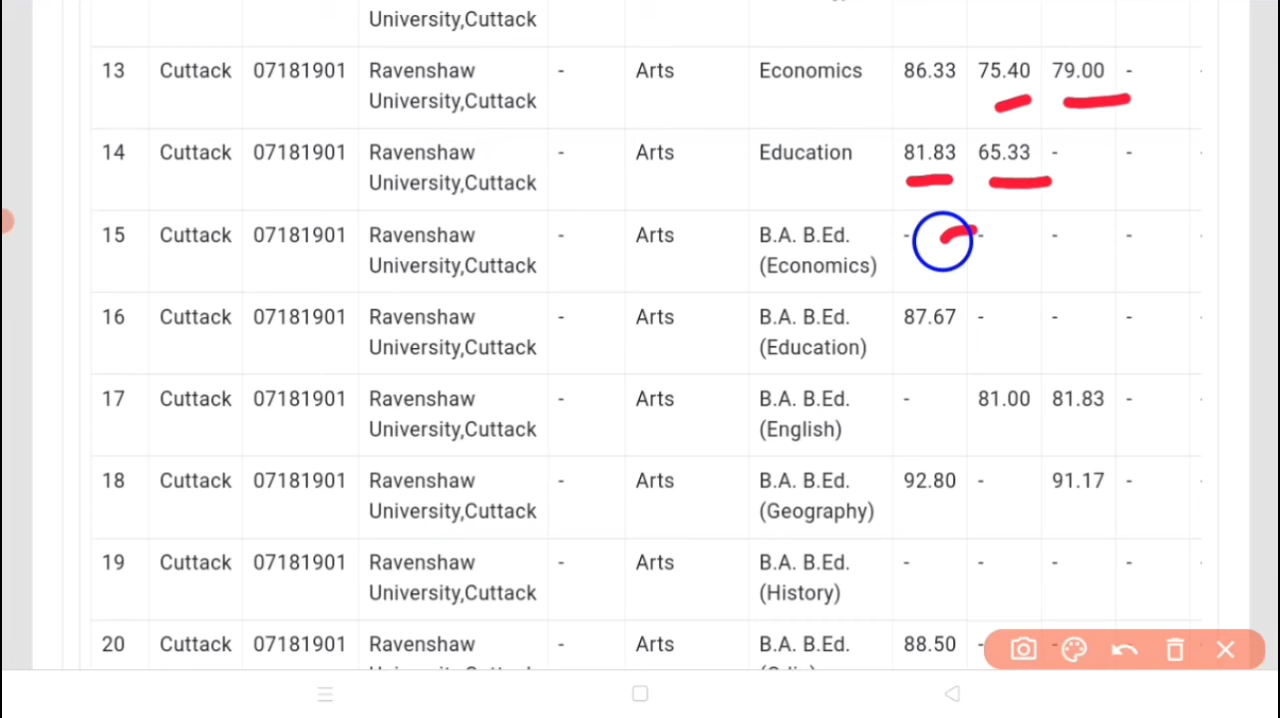 University,Cuttack
13 Cuttack 07181901 Ravenshaw - Arts Economics 86.33 75.40 79.00 -
University,Cuttack
14 Cuttack 07181901 Ravenshaw - Arts Education 81.83 65.33 - -
University,Cuttack
15 Cuttack 07181901 Ravenshaw - Arts B.A. B.Ed. - - - -
University,Cuttack (Economics)
16 Cuttack 07181901 Ravenshaw - Arts B.A. B.Ed. 87.67 - - -
University,Cuttack (Education)
17 Cuttack 07181901 Ravenshaw - Arts B.A. B.Ed. - 81.00 81.83 -
University,Cuttack (English)
18 Cuttack 07181901 Ravenshaw - Arts B.A. B.Ed. 92.80 - 91.17 -
University,Cuttack (Geography)
19 Cuttack 07181901 Ravenshaw - Arts B.A. B.Ed. - - - -
University,Cuttack (History)
20 Cuttack 07181901 Ravenshaw - Arts B.A. B.Ed. 88.50 -